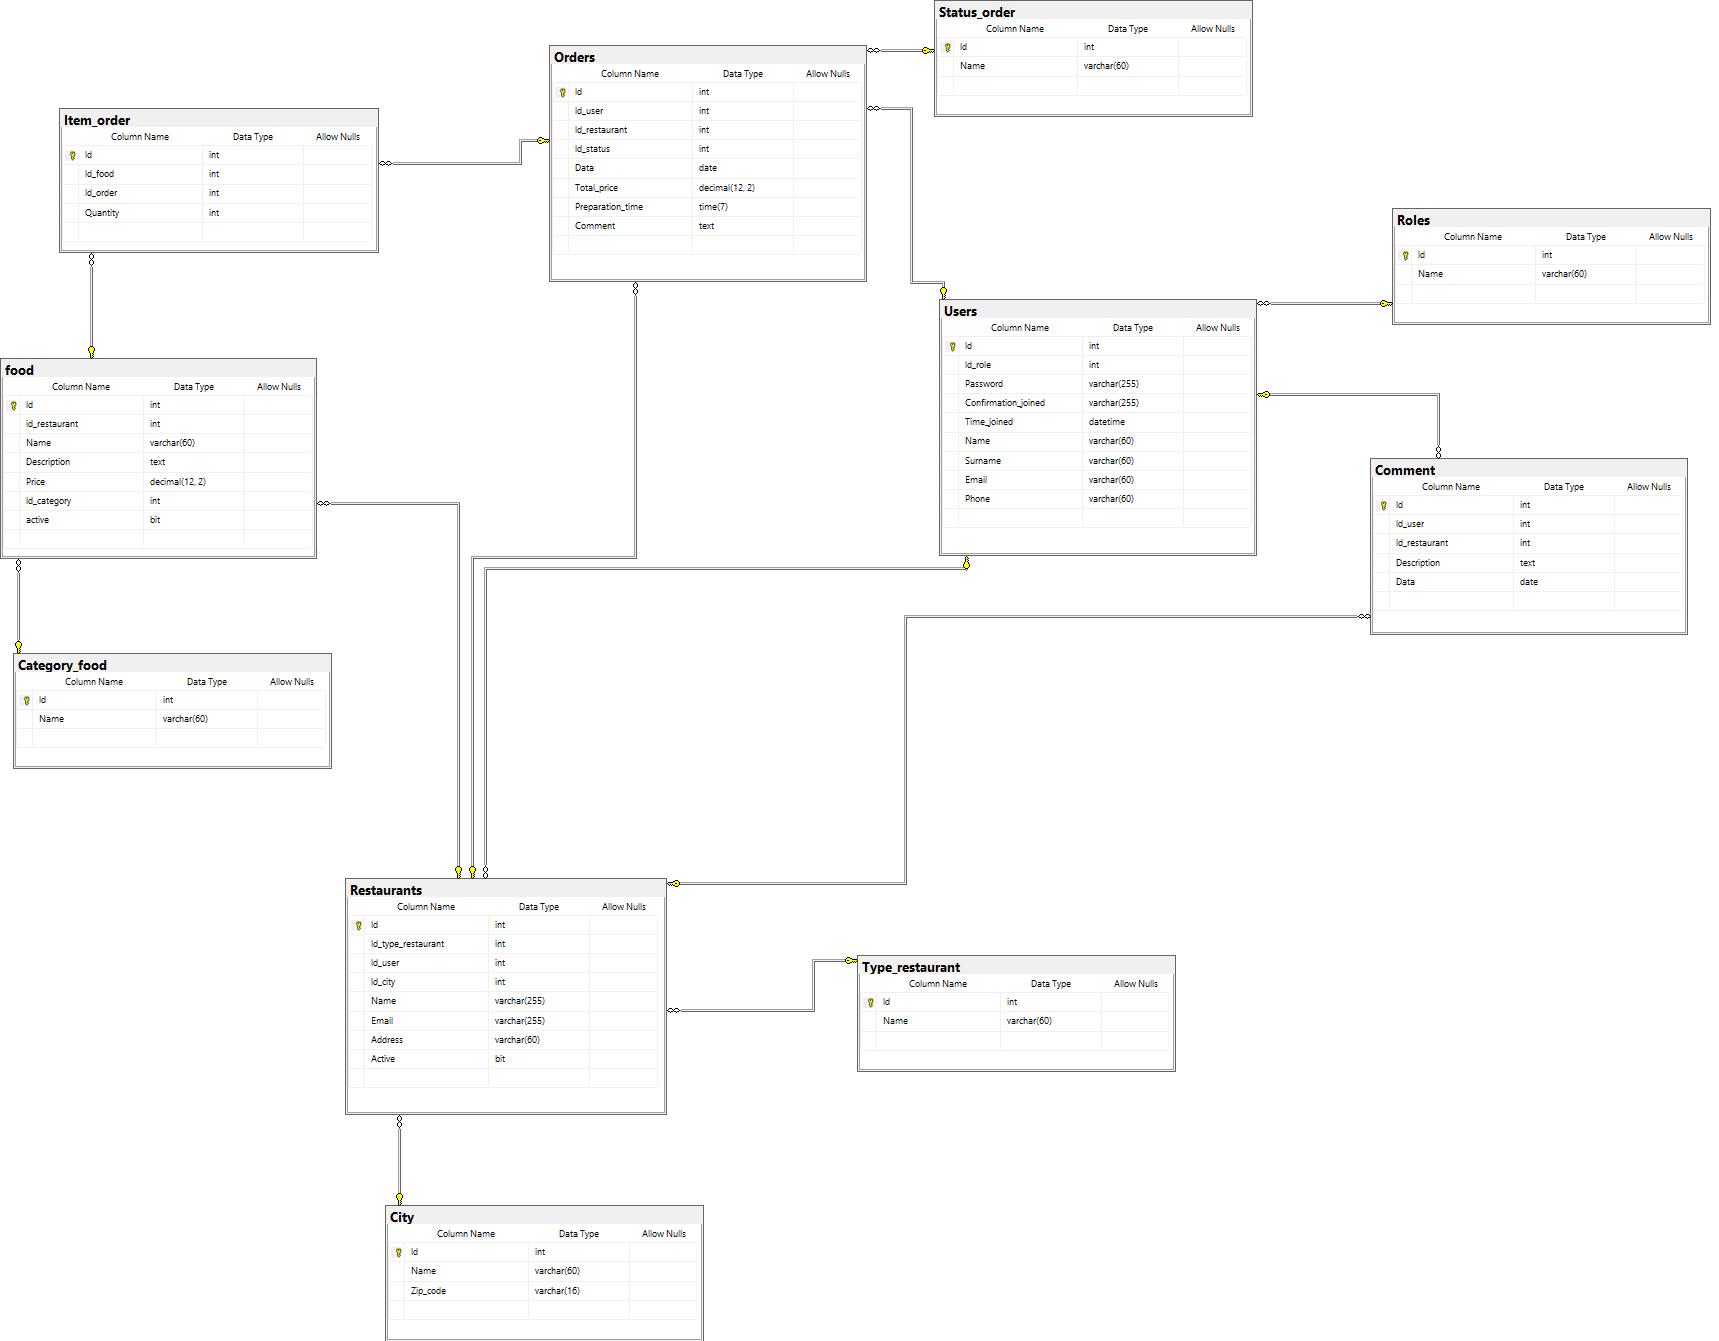 Status_order
Column Name Data Type Allow Nulls
Id int
Name varchar(60)
Orders
Column Name Data Type Allow Nulls
Id int
Id_user int
Id_restaurant int
Id_status int
Data date
Total_price decimal(12, 2)
Preparation_time time(7)
Comment text
Item_order
Column Name Data Type Allow Nulls
Id int
Id_food int
Id_order int
Quantity int
Roles
Column Name Data Type Allow Nulls
Id int
Name varchar(60)
Users
Column Name Data Type Allow Nulls
Id int
Id_role int
Password varchar(255)
Confirmation_joined varchar(255)
Time_joined datetime
Name varchar(60)
Surname varchar(60)
Email varchar(60)
Phone varchar(60)
food
Column Name Data Type Allow Nulls
Id int
id_restaurant int
Name varchar(60)
Description text
Price decimal(12, 2)
Id_category int
active bit
Comment
Column Name Data Type Allow Nulls
Id int
Id_user int
Id_restaurant int
Description text
Data date
Category_food
Column Name Data Type Allow Nulls
Id int
Name varchar(60)
Restaurants
Column Name Data Type Allow Nulls
Id int
Id_type_restaurant int
Id_user int
Id_city int
Name varchar(255)
Email varchar(255)
Address varchar(60)
Active bit
Type_restaurant
Column Name Data Type Allow Nulls
Id int
Name varchar(60)
City
Column Name Data Type Allow Nulls
Id int
Name varchar(60)
Zip_code varchar(16)